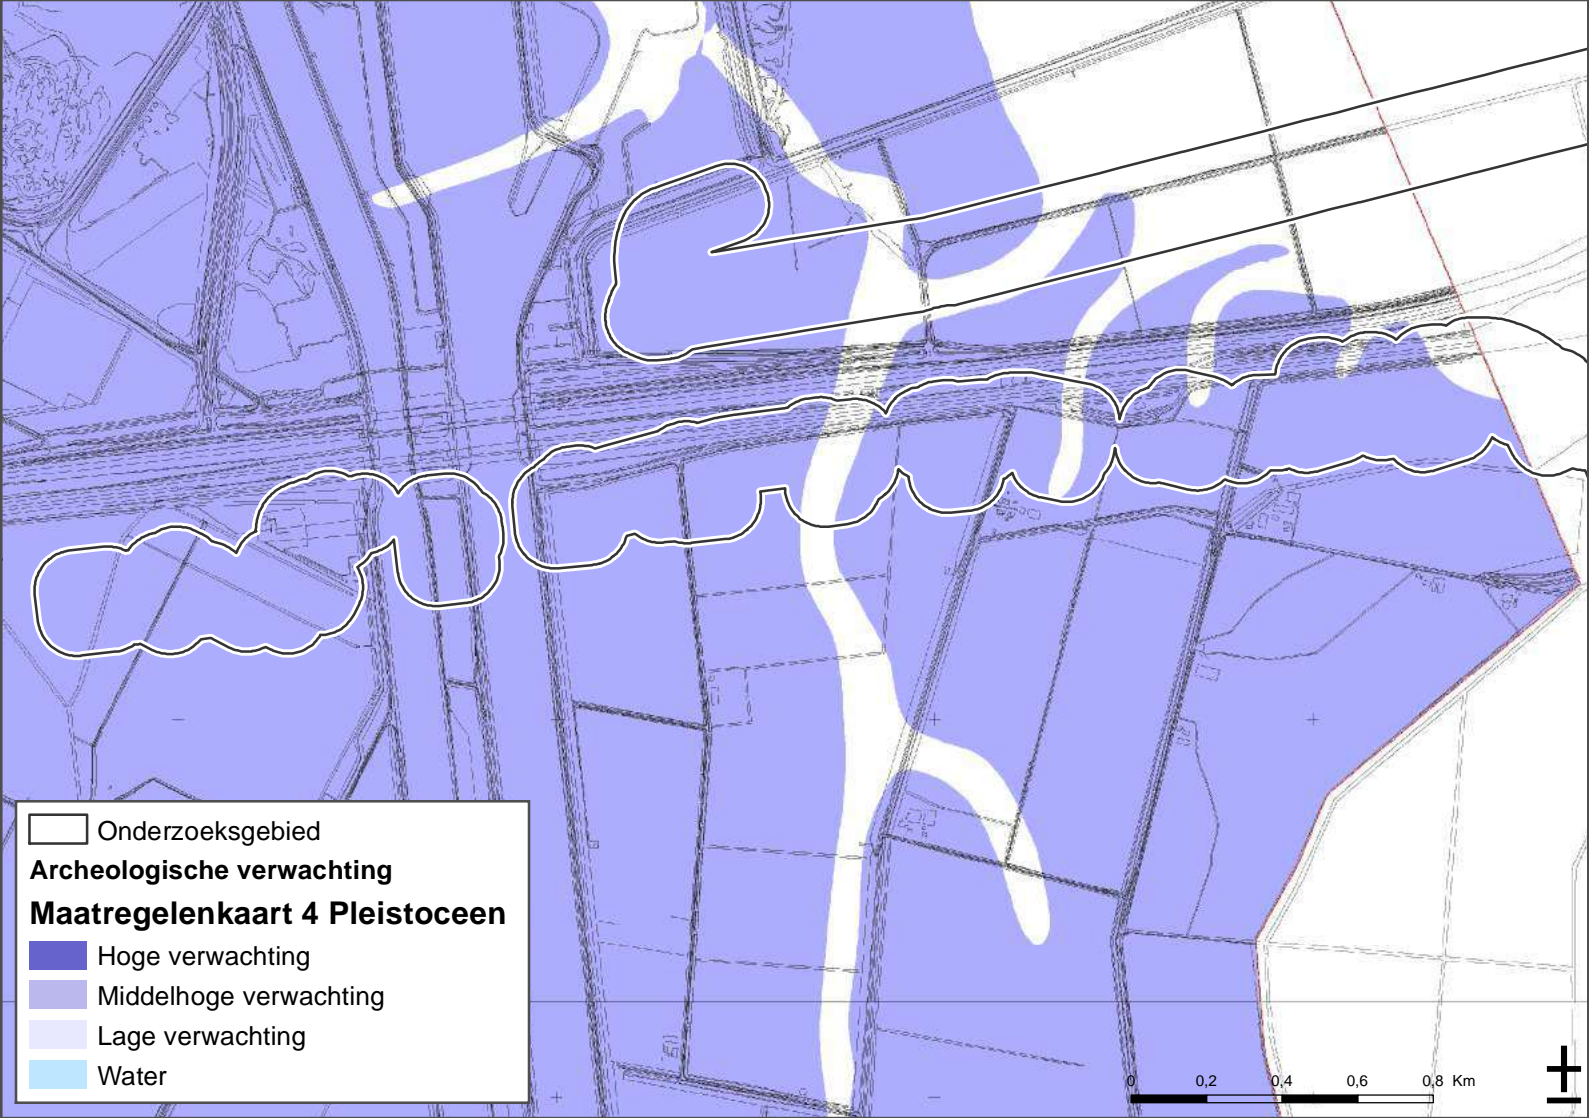 Onderzoeksgebied
Archeologische verwachting
Maatregelenkaart 4 Pleistoceen
Hoge verwachting
Middelhoge verwachting
Lage verwachting
Water
0 0,2 0,4 0,6 0,8 Km